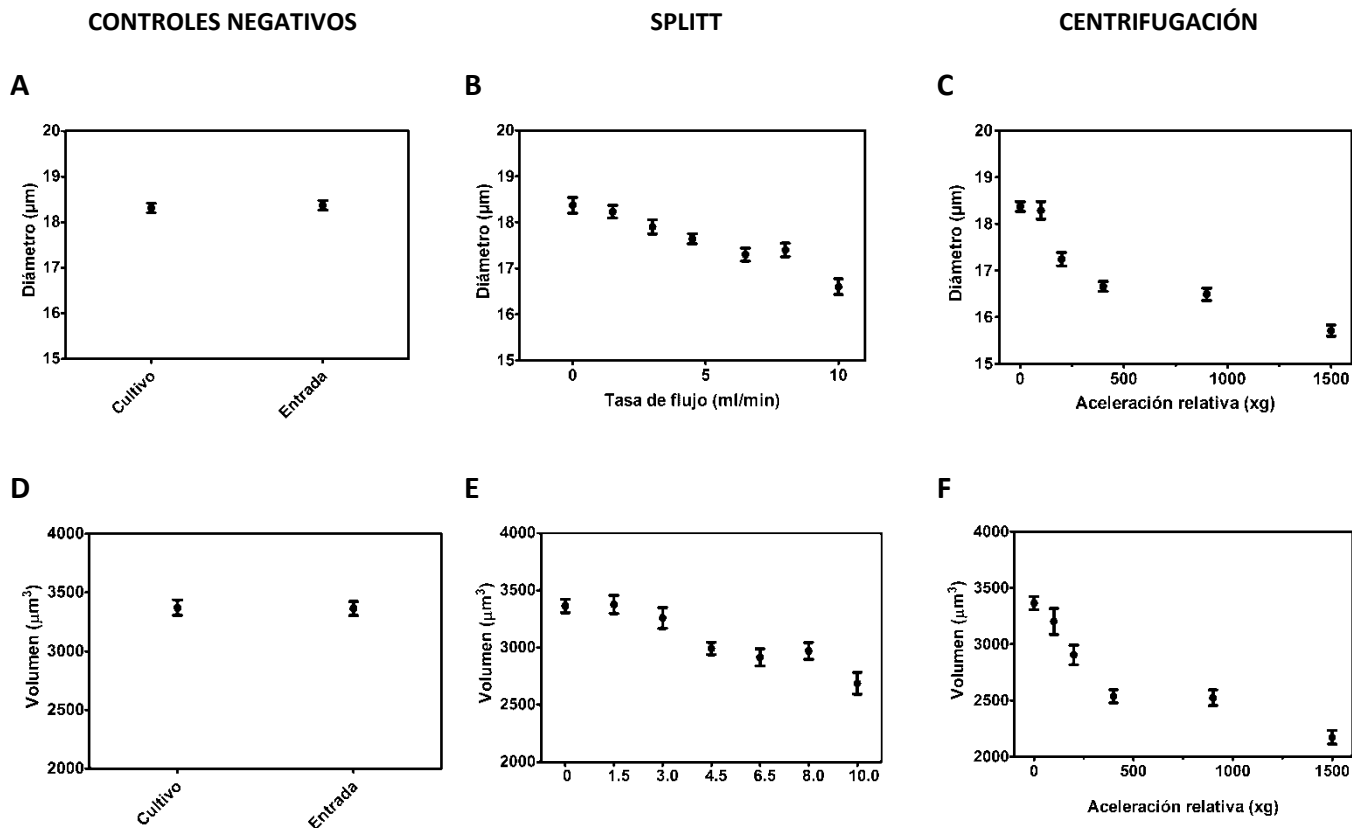 CONTROLES NEGATIVOS
SPLITT
CENTRIFUGACIÓN
A
20
19
18
17
16
15
Diámetro (µm)
Cultivo
Entrada
B
20
19
18
17
16
15
Diámetro (µm)
0 5 10
Tasa de flujo (ml/min)
C
20
19
18
17
16
15
Diámetro (µm)
0 500 1000 1500
Aceleración relativa (xg)
D
4000
3500
3000
2500
2000
Volumen (µm³)
Cultivo
Entrada
E
4000
3500
3000
2500
2000
Volumen (µm³)
0 1.5 3.0 4.5 6.5 8.0 10.0
F
4000
3500
3000
2500
2000
Volumen (µm³)
0 500 1000 1500
Aceleración relativa (xg)